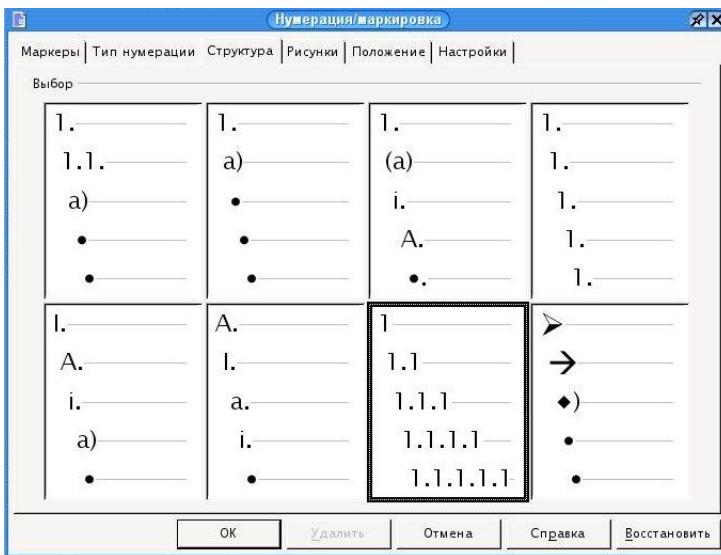 Нумерация/маркировка
Маркеры Тип нумерации Структура Рисунки Положение Настройки
Выбор
1. 1. 1. 1.
1.1. a) (a) 1.
a) • i. 1.
• • A. 1.
• • •. 1.
I. A. 1 ➢
A. I. 1.1 →
i. a. 1.1.1 ◆)
a) i. 1.1.1.1 •
• • 1.1.1.1.1 •
ОК Удалить Отмена Справка Восстановить